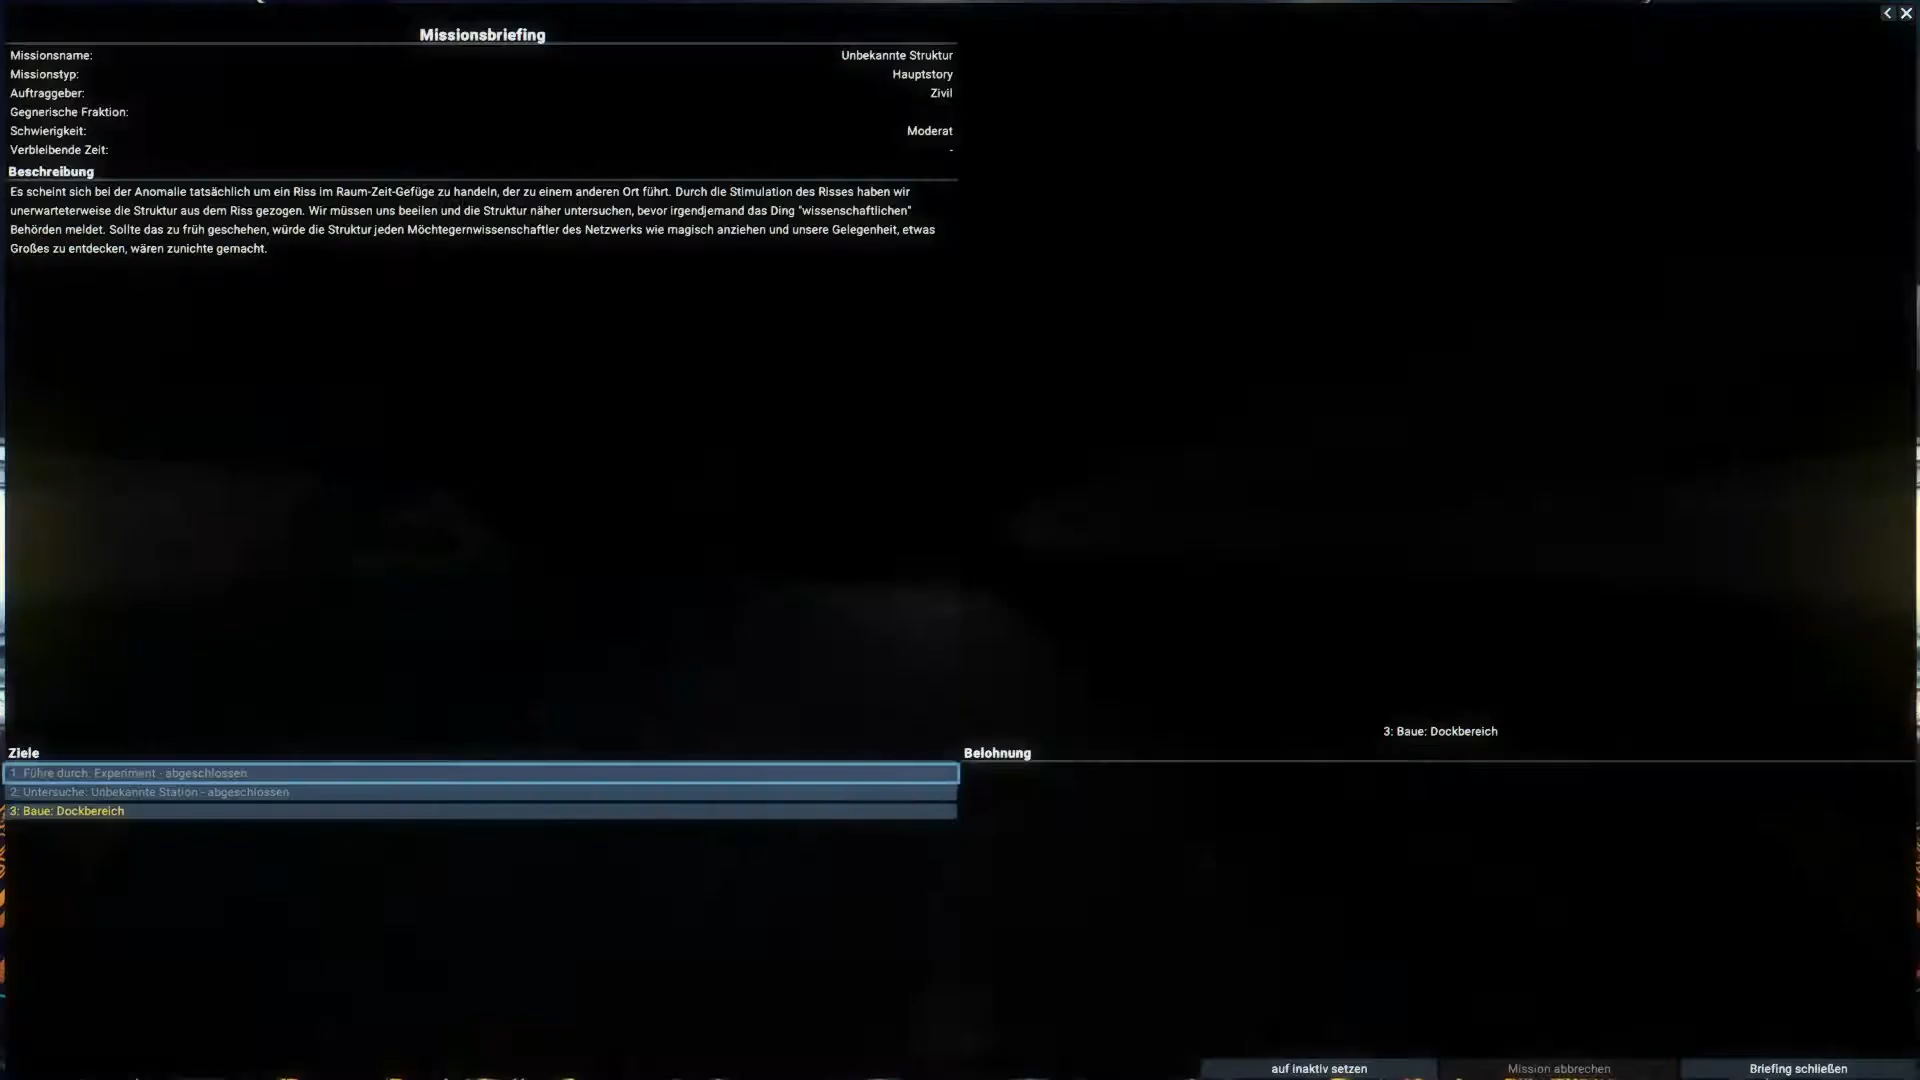 Missionsbriefing
Missionsname: Unbekannte Struktur
Missionstyp: Hauptstory
Auftraggeber: Zivil
Gegnerische Fraktion:
Schwierigkeit: Moderat
Verbleibende Zeit: -
Beschreibung
Es scheint sich bei der Anomalie tatsächlich um ein Riss im Raum-Zeit-Gefüge zu handeln, der zu einem anderen Ort führt. Durch die Stimulation des Risses haben wir
unerwarteterweise die Struktur aus dem Riss gezogen. Wir müssen uns beeilen und die Struktur näher untersuchen, bevor irgendjemand das Ding "wissenschaftlichen"
Behörden meldet. Sollte das zu früh geschehen, würde die Struktur jeden Möchtegernwissenschaftler des Netzwerks wie magisch anziehen und unsere Gelegenheit, etwas
Großes zu entdecken, wären zunichte gemacht.
3: Baue: Dockbereich
Ziele
1: Führe durch: Experiment - abgeschlossen
2: Untersuche: Unbekannte Station - abgeschlossen
3: Baue: Dockbereich
Belohnung
auf inaktiv setzen
Mission abbrechen
Briefing schließen